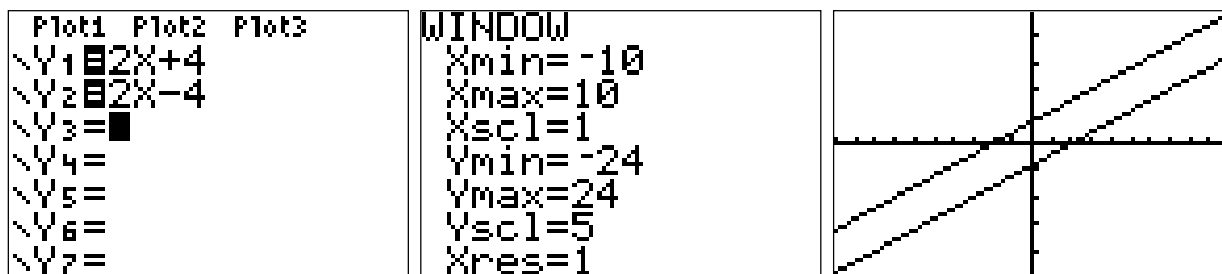 Plot1 Plot2 Plot3
\Y1=2X+4
\Y2=2X-4
\Y3=
\Y4=
\Y5=
\Y6=
\Y7=
WINDOW
Xmin=-10
Xmax=10
Xscl=1
Ymin=-24
Ymax=24
Yscl=5
Xres=1